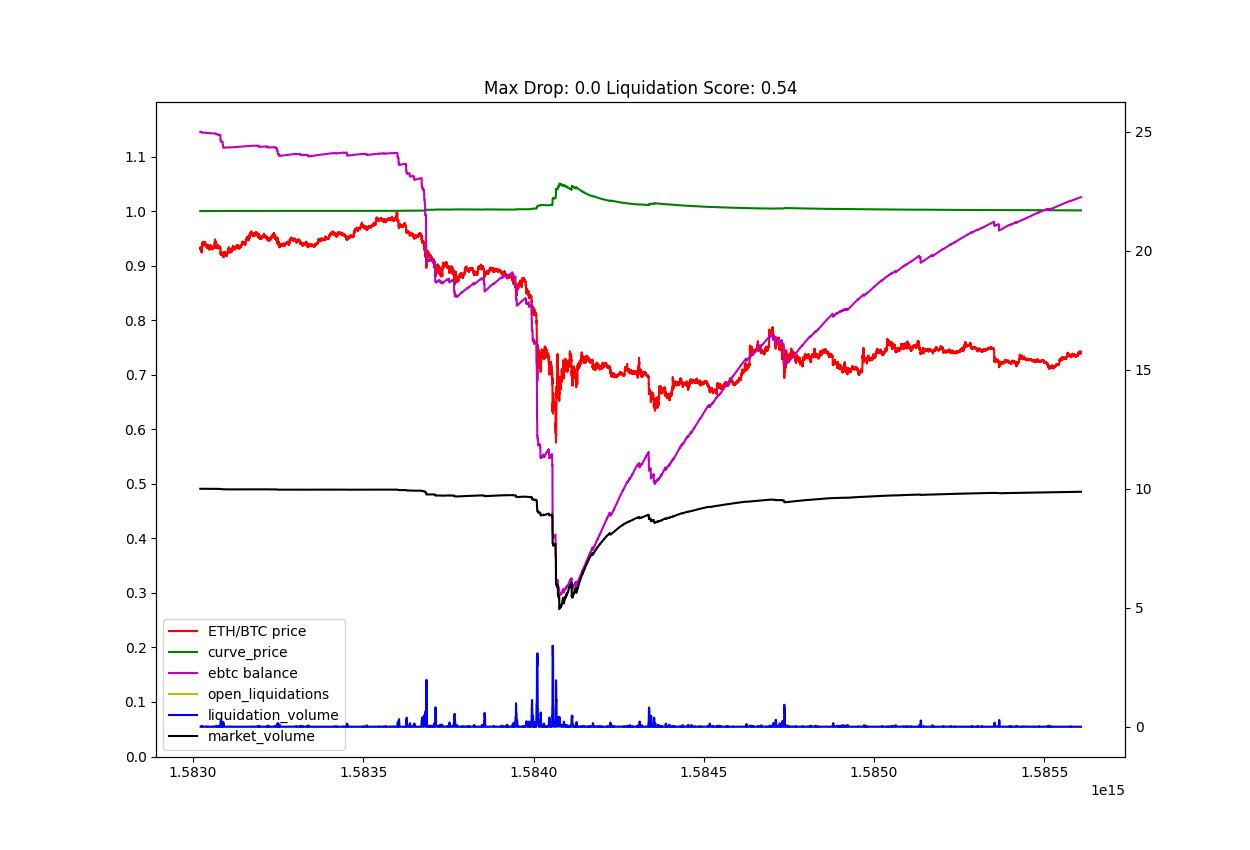 Max Drop: 0.0 Liquidation Score: 0.54
1.1
1.0
0.9
0.8
0.7
0.6
0.5
0.4
0.3
0.2
0.1
0.0
25
20
15
10
5
0
ETH/BTC price
curve_price
ebtc balance
open_liquidations
liquidation_volume
market_volume
1.5830 1.5835 1.5840 1.5845 1.5850 1.5855
1e15